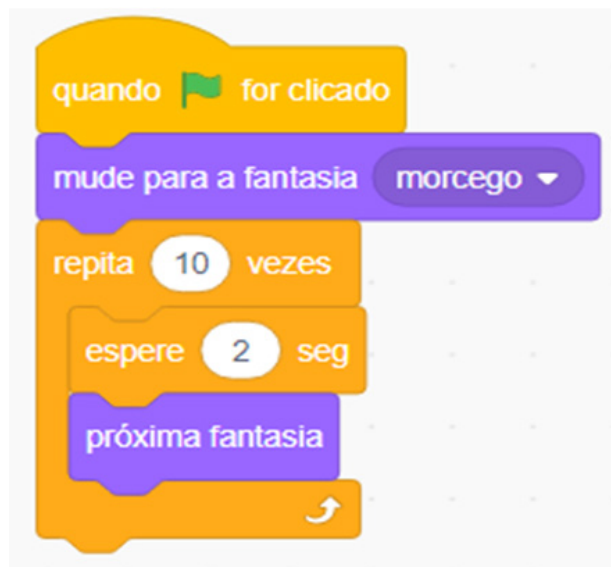 quando for clicado
mude para a fantasia morcego
repita 10 vezes
espere 2 seg
próxima fantasia